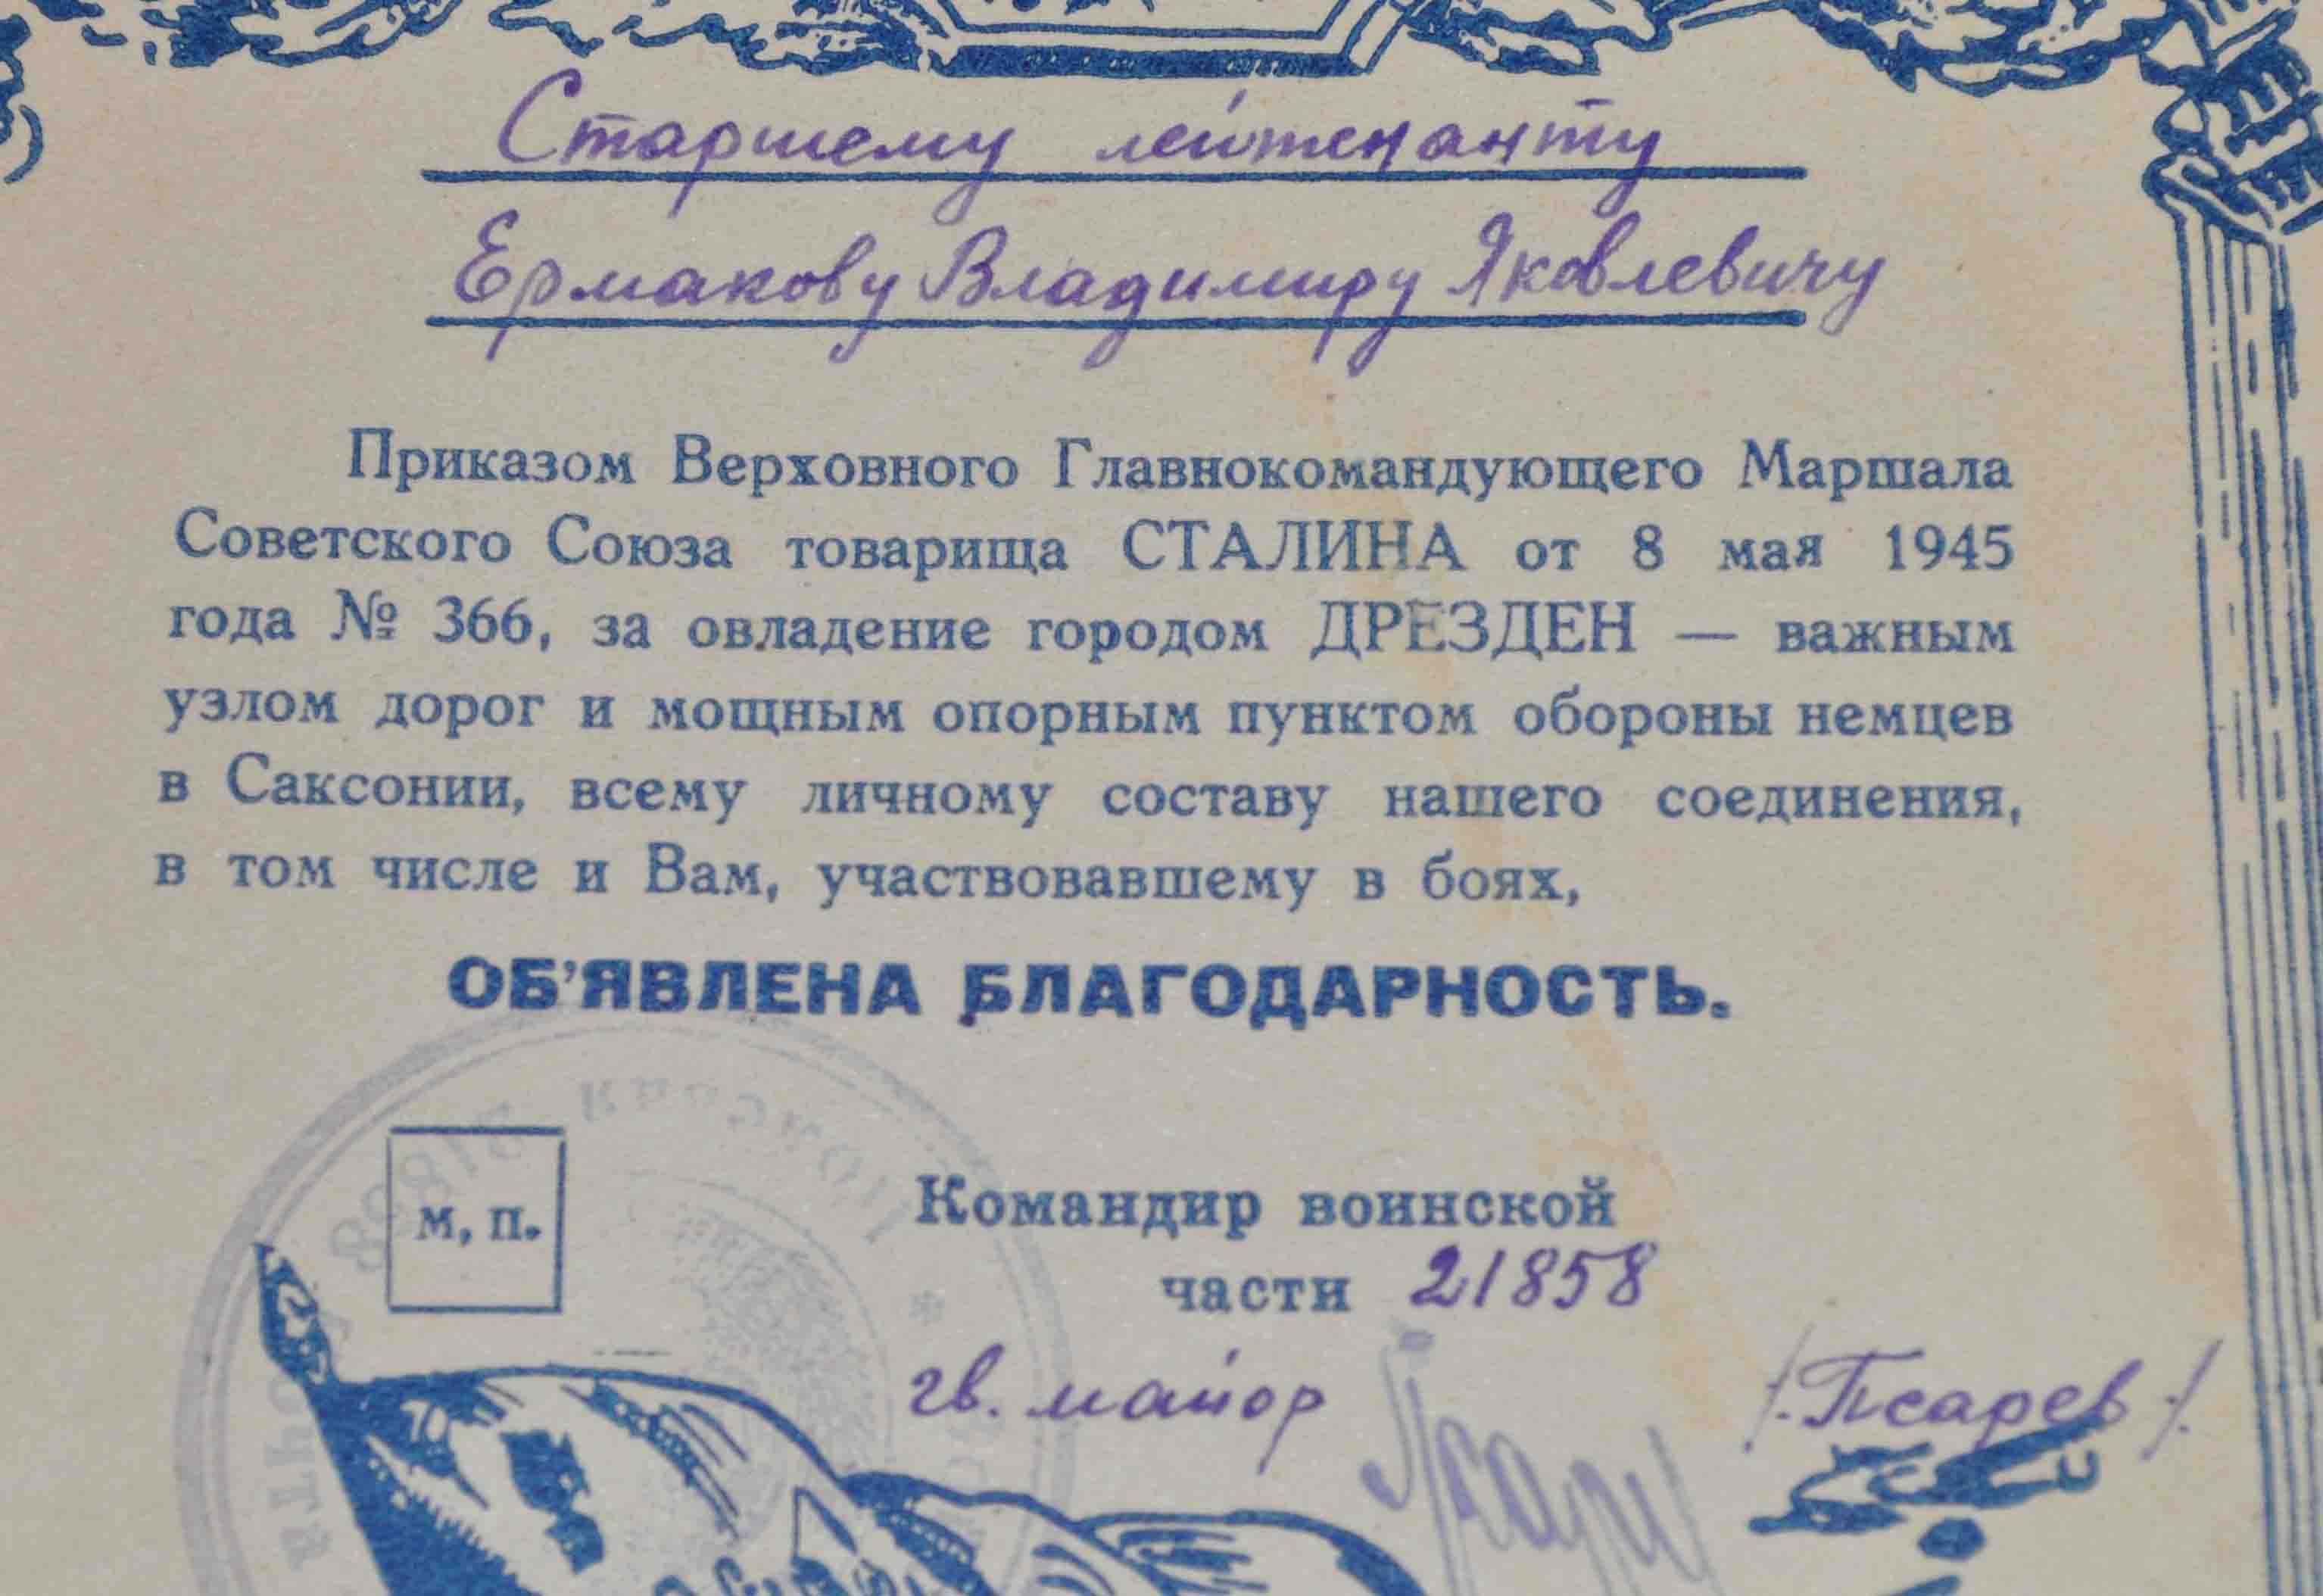 Старшему лейтенанту
Ермакову Владимиру Яковлевичу
Приказом Верховного Главнокомандующего Маршала
Советского Союза товарища СТАЛИНА от 8 мая 1945
года № 366, за овладение городом ДРЕЗДЕН — важным
узлом дорог и мощным опорным пунктом обороны немцев
в Саксонии, всему личному составу нашего соединения,
в том числе и Вам, участвовавшему в боях,
ОБ'ЯВЛЕНА БЛАГОДАРНОСТЬ.
м, п.
Командир воинской
части 21858
гв. майор /.Псарев/.